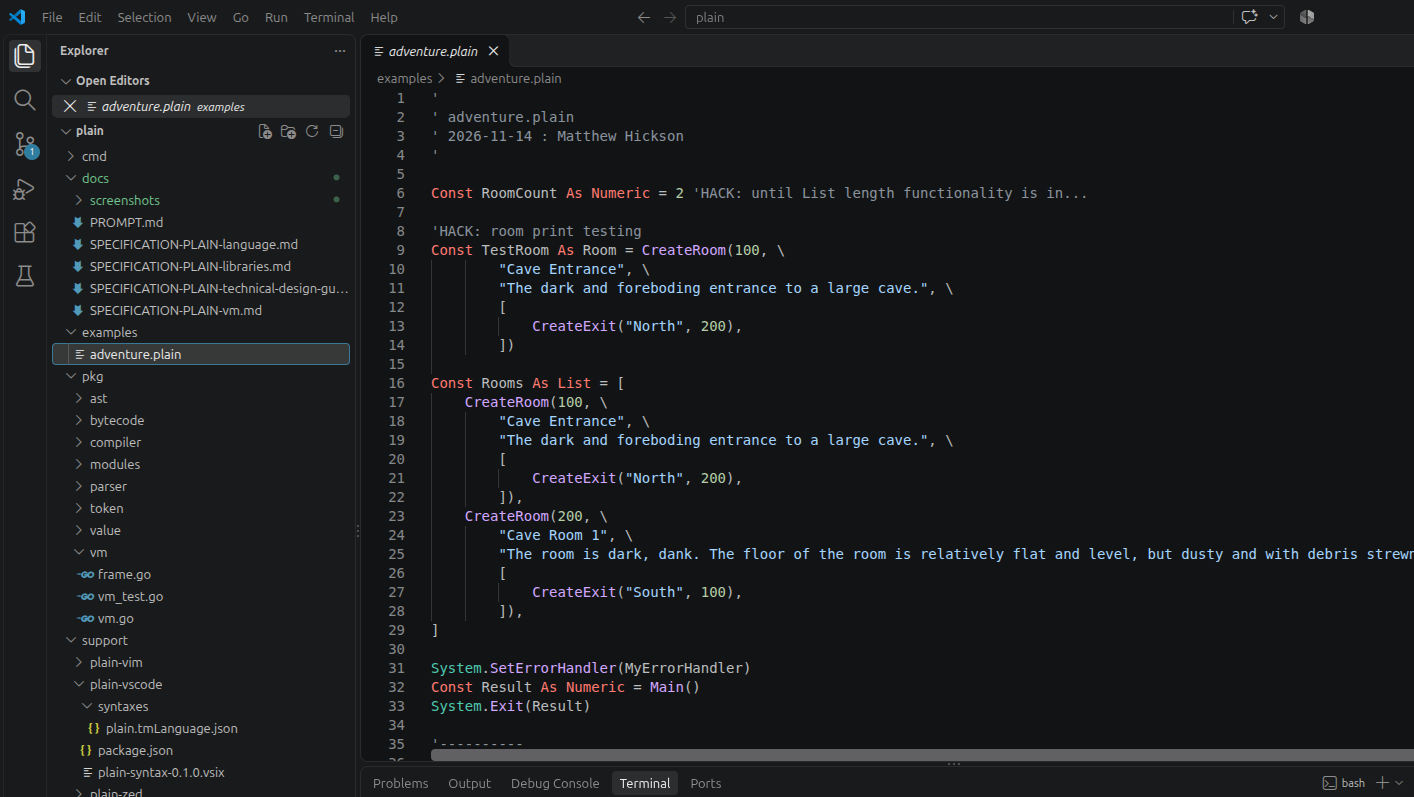 File Edit Selection View Go Run Terminal Help plain
Explorer
Open Editors
adventure.plain examples
plain
cmd
docs
screenshots
PROMPT.md
SPECIFICATION-PLAIN-language.md
SPECIFICATION-PLAIN-libraries.md
SPECIFICATION-PLAIN-technical-design-gu...
SPECIFICATION-PLAIN-vm.md
examples
adventure.plain
pkg
ast
bytecode
compiler
modules
parser
token
value
vm
frame.go
vm_test.go
vm.go
support
plain-vim
plain-vscode
syntaxes
{} plain.tmLanguage.json
{} package.json
plain-syntax-0.1.0.vsix
plain-zed
1
adventure.plain
examples > adventure.plain
1 '
2 ' adventure.plain
3 ' 2026-11-14 : Matthew Hickson
4 '
5
6 Const RoomCount As Numeric = 2 'HACK: until List length functionality is in...
7
8 'HACK: room print testing
9 Const TestRoom As Room = CreateRoom(100, \
10 "Cave Entrance", \
11 "The dark and foreboding entrance to a large cave.", \
12 [
13 CreateExit("North", 200),
14 ])
15
16 Const Rooms As List = [
17 CreateRoom(100, \
18 "Cave Entrance", \
19 "The dark and foreboding entrance to a large cave.", \
20 [
21 CreateExit("North", 200),
22 ]),
23 CreateRoom(200, \
24 "Cave Room 1", \
25 "The room is dark, dank. The floor of the room is relatively flat and level, but dusty and with debris strewn
26 [
27 CreateExit("South", 100),
28 ]),
29 ]
30
31 System.SetErrorHandler(MyErrorHandler)
32 Const Result As Numeric = Main()
33 System.Exit(Result)
34
35 '----------
Problems Output Debug Console Terminal Ports bash